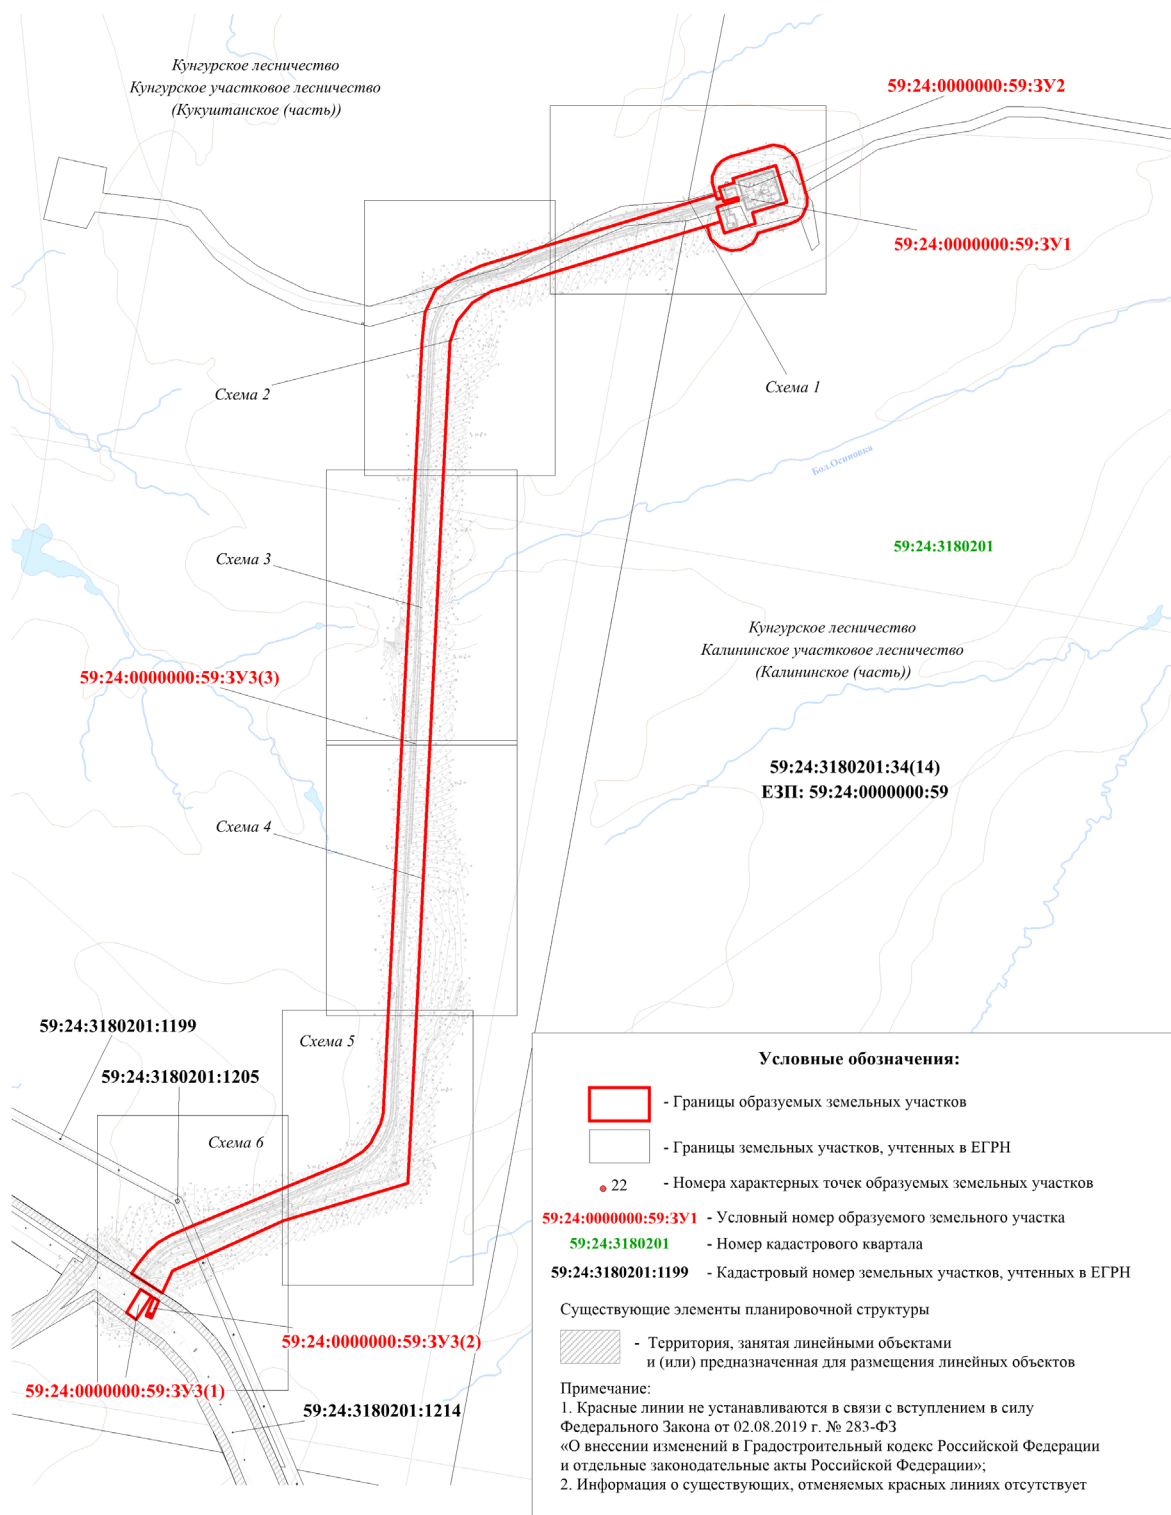 Кунгурское лесничество
Кунгурское участковое лесничество
(Кукуштанское (часть))
59:24:0000000:59:ЗУ2
59:24:0000000:59:ЗУ1
Схема 2
Схема 1
Бол.Осиновка
Схема 3
59:24:3180201
Кунгурское лесничество
Калининское участковое лесничество
(Калининское (часть))
59:24:0000000:59:ЗУ3(3)
59:24:3180201:34(14)
ЕЗП: 59:24:0000000:59
Схема 4
59:24:3180201:1199
Схема 5
59:24:3180201:1205
Схема 6
59:24:0000000:59:ЗУ3(2)
59:24:0000000:59:ЗУ3(1)
59:24:3180201:1214
Условные обозначения:
- Границы образуемых земельных участков
- Границы земельных участков, учтенных в ЕГРН
22 - Номера характерных точек образуемых земельных участков
59:24:0000000:59:ЗУ1 - Условный номер образуемого земельного участка
59:24:3180201 - Номер кадастрового квартала
59:24:3180201:1199 - Кадастровый номер земельных участков, учтенных в ЕГРН
Существующие элементы планировочной структуры
- Территория, занятая линейными объектами
и (или) предназначенная для размещения линейных объектов
Примечание:
1. Красные линии не устанавливаются в связи с вступлением в силу
Федерального Закона от 02.08.2019 г. № 283-ФЗ
«О внесении изменений в Градостроительный кодекс Российской Федерации
и отдельные законодательные акты Российской Федерации»;
2. Информация о существующих, отменяемых красных линиях отсутствует